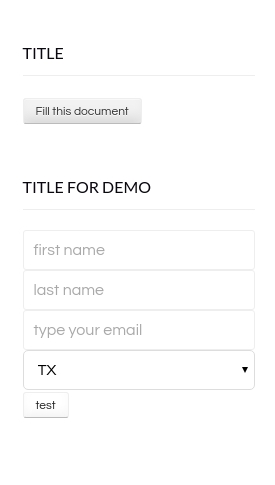 TITLE
Fill this document
TITLE FOR DEMO
first name
last name
type your email
TX
test